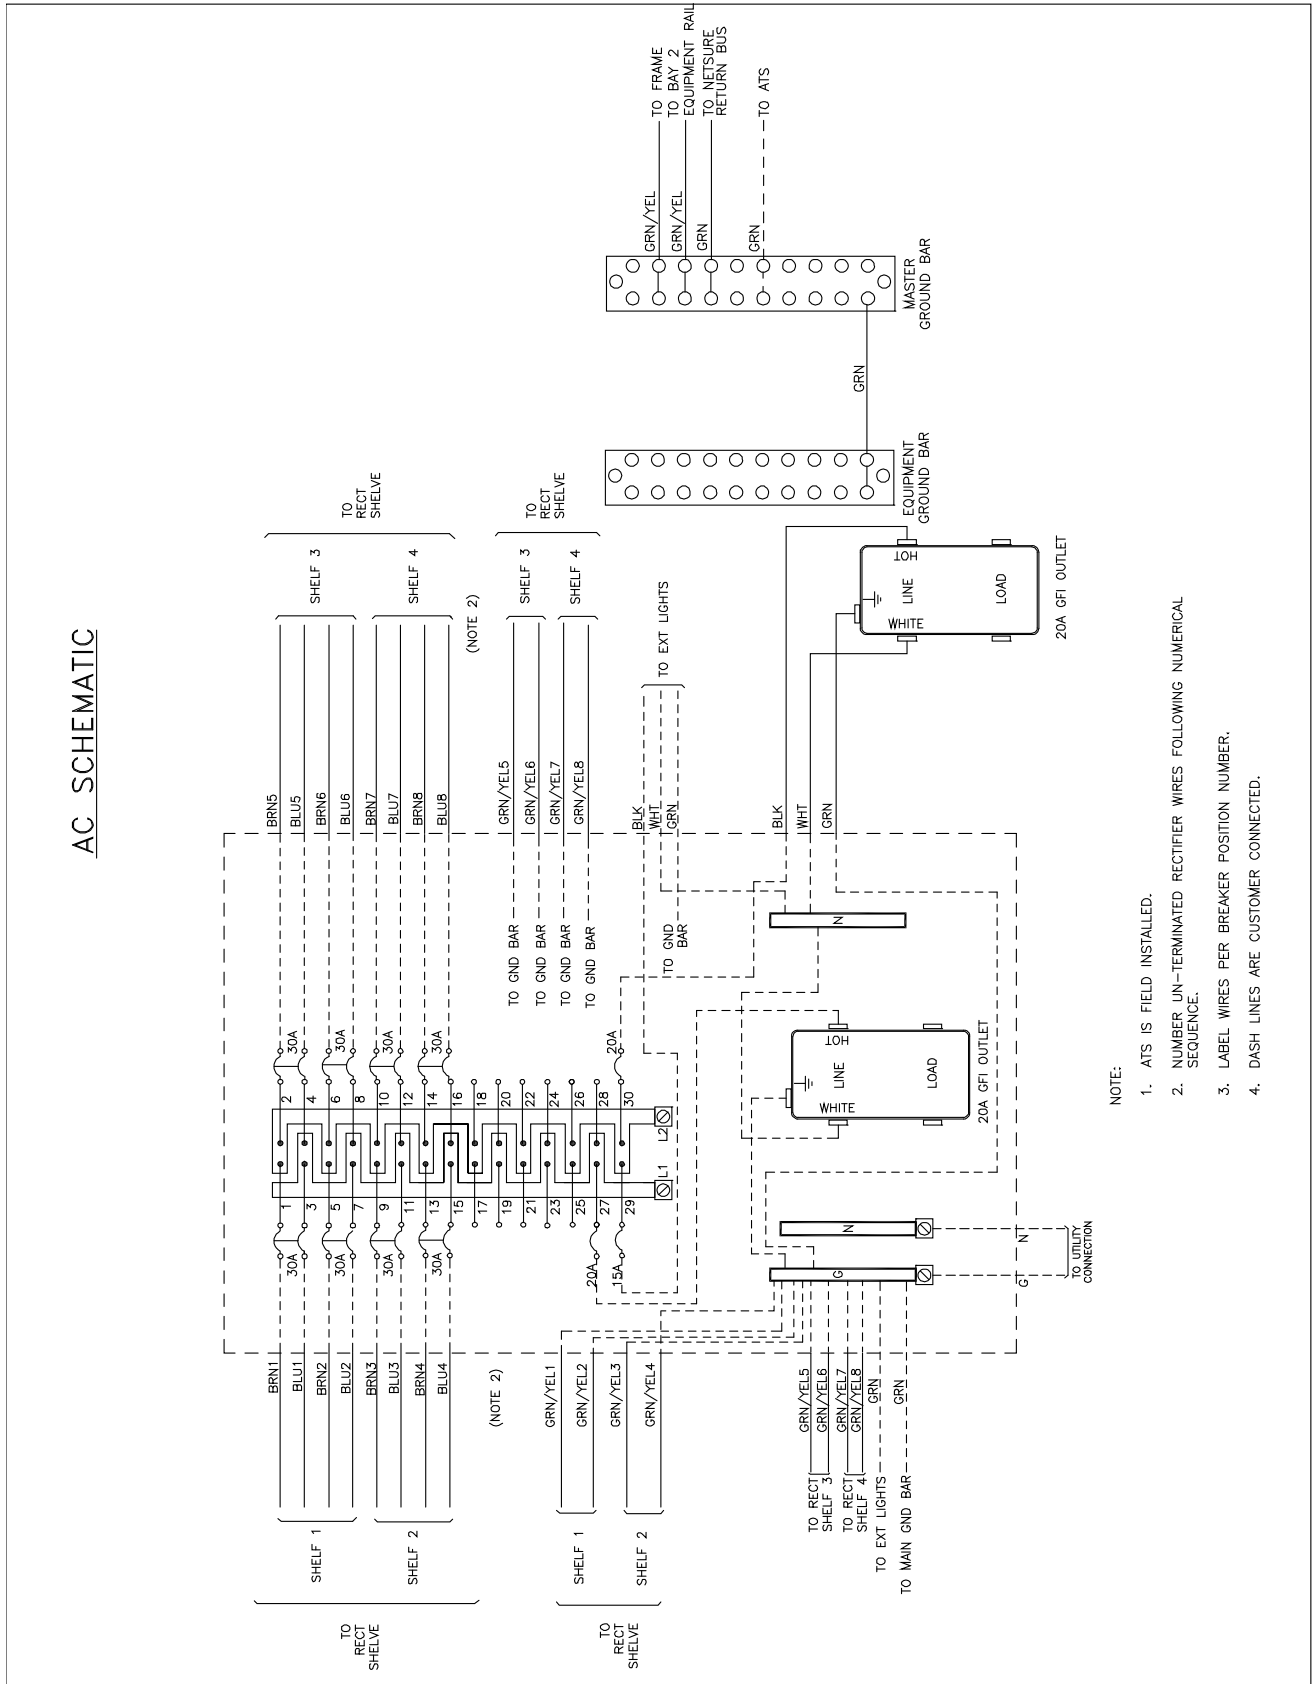 AC SCHEMATIC
TO
RECT
SHELVE
SHELF 1
SHELF 2
BRN1
BLU1
BRN2
BLU2
BRN3
BLU3
BRN4
BLU4
(NOTE 2)
30A
30A
30A
30A
1
3
5
7
9
11
13
15
17
19
21
23
25
27
29
20A
15A
L1
L2
2
4
6
8
10
12
14
16
18
20
22
24
26
28
30
30A
30A
30A
30A
20A
BRN5
BLU5
BRN6
BLU6
BRN7
BLU7
BRN8
BLU8
SHELF 3
SHELF 4
TO
RECT
SHELVE
(NOTE 2)
TO
RECT
SHELVE
SHELF 1
SHELF 2
GRN/YEL1
GRN/YEL2
GRN/YEL3
GRN/YEL4
TO GND BAR
TO GND BAR
TO GND BAR
TO GND BAR
GRN/YEL5
GRN/YEL6
GRN/YEL7
GRN/YEL8
SHELF 3
SHELF 4
TO
RECT
SHELVE
TO GND
BAR
BLK
WHT
GRN
TO EXT LIGHTS
TO RECT
SHELF 3
TO RECT
SHELF 4
TO EXT LIGHTS
TO MAIN GND BAR
GRN/YEL5
GRN/YEL6
GRN/YEL7
GRN/YEL8
GRN
GRN
G
N
G
N
TO UTILITY
CONNECTION
WHITE
LINE
HOT
LOAD
20A GFI OUTLET
N
BLK
WHT
GRN
WHITE
LINE
HOT
LOAD
20A GFI OUTLET
EQUIPMENT
GROUND BAR
GRN
MASTER
GROUND BAR
GRN/YEL
GRN/YEL
GRN
GRN
TO FRAME
TO BAY 2
EQUIPMENT RAIL
TO NETSURE
RETURN BUS
TO ATS
NOTE:
1. ATS IS FIELD INSTALLED.
2. NUMBER UN-TERMINATED RECTIFIER WIRES FOLLOWING NUMERICAL
SEQUENCE.
3. LABEL WIRES PER BREAKER POSITION NUMBER.
4. DASH LINES ARE CUSTOMER CONNECTED.